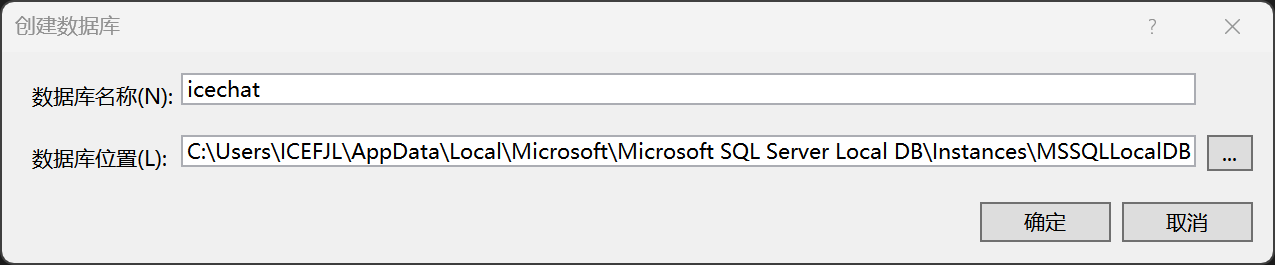 创建数据库
?
数据库名称(N): icechat
数据库位置(L): C:\Users\ICEFJL\AppData\Local\Microsoft\Microsoft SQL Server Local DB\Instances\MSSQLLocalDB ...
确定 取消